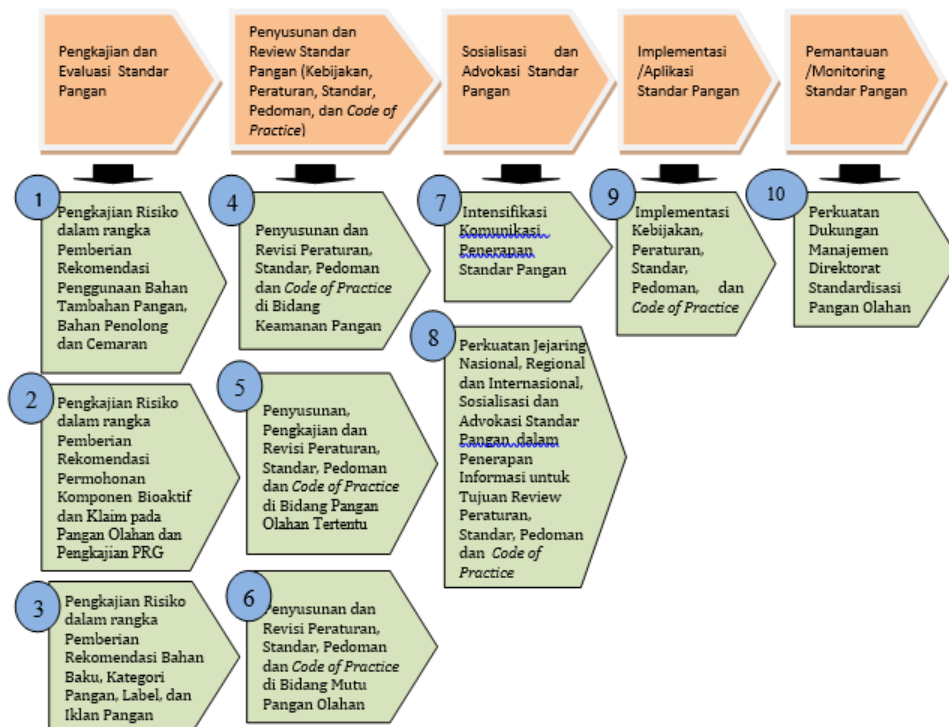 Pengkajian dan
Evaluasi Standar
Pangan
Penyusunan dan
Review Standar
Pangan (Kebijakan,
Peraturan, Standar,
Pedoman, dan Code of
Practice)
Sosialisasi dan
Advokasi Standar
Pangan
Implementasi
/Aplikasi
Standar Pangan
Pemantauan
/Monitoring
Standar Pangan
1
Pengkajian Risiko
dalam rangka
Pemberian
Rekomendasi
Penggunaan Bahan
Tambahan Pangan,
Bahan Penolong
dan Cemaran
2
Pengkajian Risiko
dalam rangka
Pemberian
Rekomendasi
Permohonan
Komponen Bioaktif
dan Klaim pada
Pangan Olahan dan
Pengkajian PRG
3
Pengkajian Risiko
dalam rangka
Pemberian
Rekomendasi Bahan
Baku, Kategori
Pangan, Label, dan
Iklan Pangan
4
Penyusunan dan
Revisi Peraturan,
Standar, Pedoman
dan Code of Practice
di Bidang
Keamanan Pangan
5
Penyusunan,
Pengkajian dan
Revisi Peraturan,
Standar, Pedoman
dan Code of Practice
di Bidang Pangan
Olahan Tertentu
6
Penyusunan dan
Revisi Peraturan,
Standar, Pedoman
dan Code of Practice
di Bidang Mutu
Pangan Olahan
7
Intensifikasi
Komunikasi
Penerapan
Standar Pangan
8
Perkuatan Jejaring
Nasional, Regional
dan Internasional,
Sosialisasi dan
Advokasi Standar
Pangan dalam
Penerapan
Informasi untuk
Tujuan Review
Peraturan,
Standar, Pedoman
dan Code of
Practice
9
Implementasi
Kebijakan,
Peraturan,
Standar,
Pedoman, dan
Code of Practice
10
Perkuatan
Dukungan
Manajemen
Direktorat
Standardisasi
Pangan Olahan